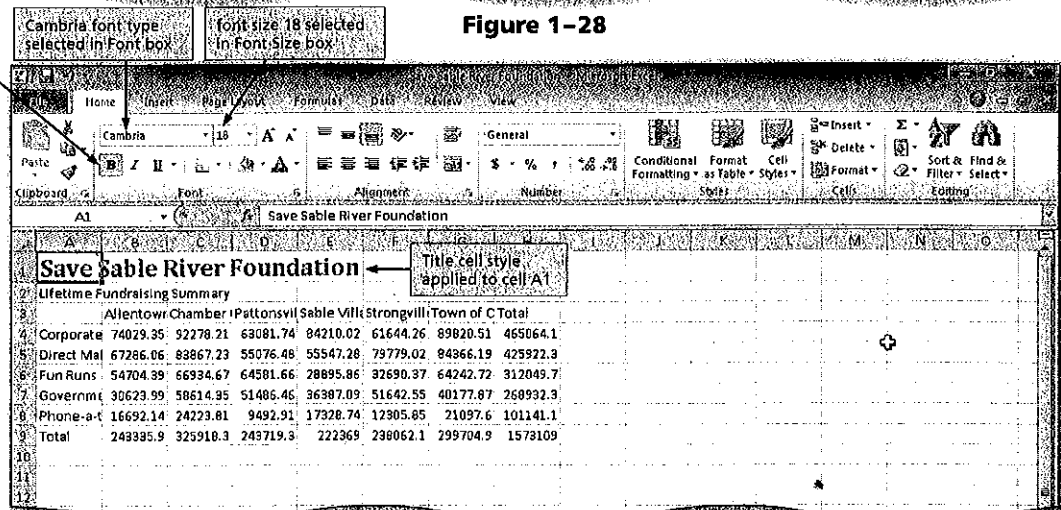 Figure 1–28
Cambria font type
selected in Font box
font size 18 selected
in Font Size box
Title cell style
applied to cell A1
Home Insert Page Layout Formulas Data Review View
Cambria 18 A A General
Paste
B I U A $ % ,
Conditional Formatting
Format as Table
Cell Styles
Insert
Delete
Format
Σ
Sort & Filter
Find & Select
Clipboard Font Alignment Number Styles Cells Editing
A1 Save Sable River Foundation
A B C D E F G H I J K L M N O
1 Save Sable River Foundation
2 Lifetime Fundraising Summary
3 Allentown Chamber Pattonsvil Sable Villa Strongvill Town of C Total
4 Corporate 74029.35 92278.21 63081.74 84210.02 61644.26 89820.51 465064.1
5 Direct Mai 67286.06 83867.23 55076.48 55547.28 79779.02 84366.19 425922.3
6 Fun Runs 54704.39 66934.67 64581.66 28895.86 32690.37 64242.72 312049.7
7 Governme 30623.99 58614.35 51486.46 36387.09 51642.55 40177.87 268932.3
8 Phone-a-t 16692.14 24223.81 9492.91 17328.74 12305.85 21097.6 101141.1
9 Total 243335.9 325918.3 243719.3 222369 238062.1 299704.9 1573109
10
11
12